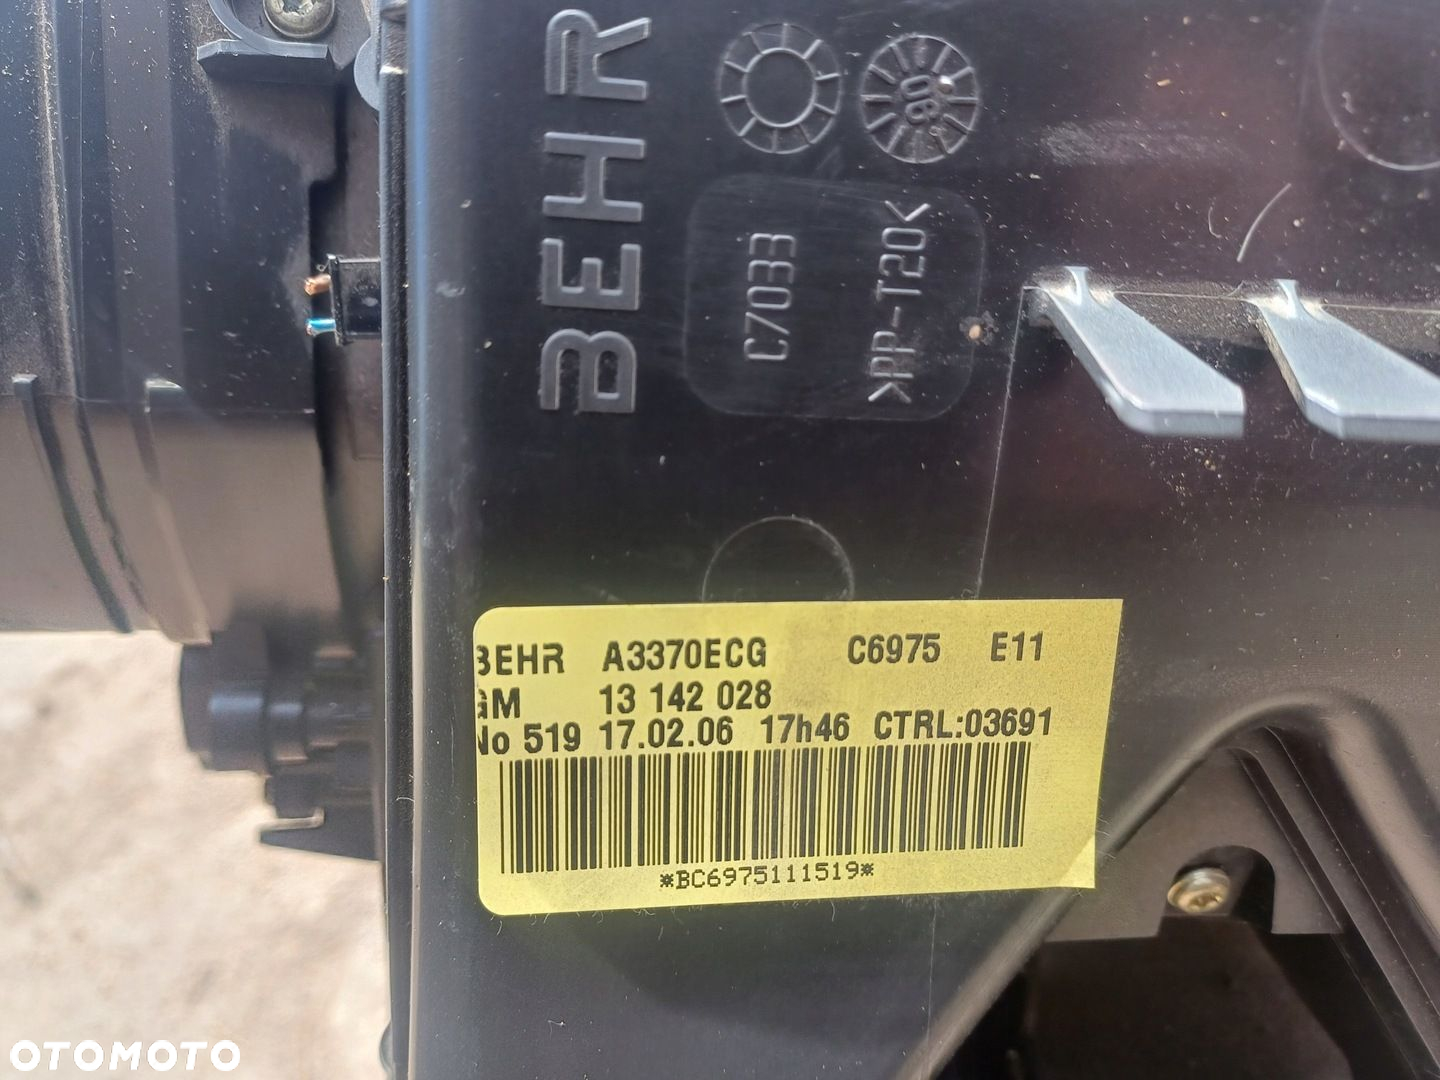 BEHR
C7033
>PP-T20<
06
BEHR A3370ECG C6975 E11
GM 13 142 028
No 519 17.02.06 17h46 CTRL:03691
*BC6975111519*
OTOMOTO